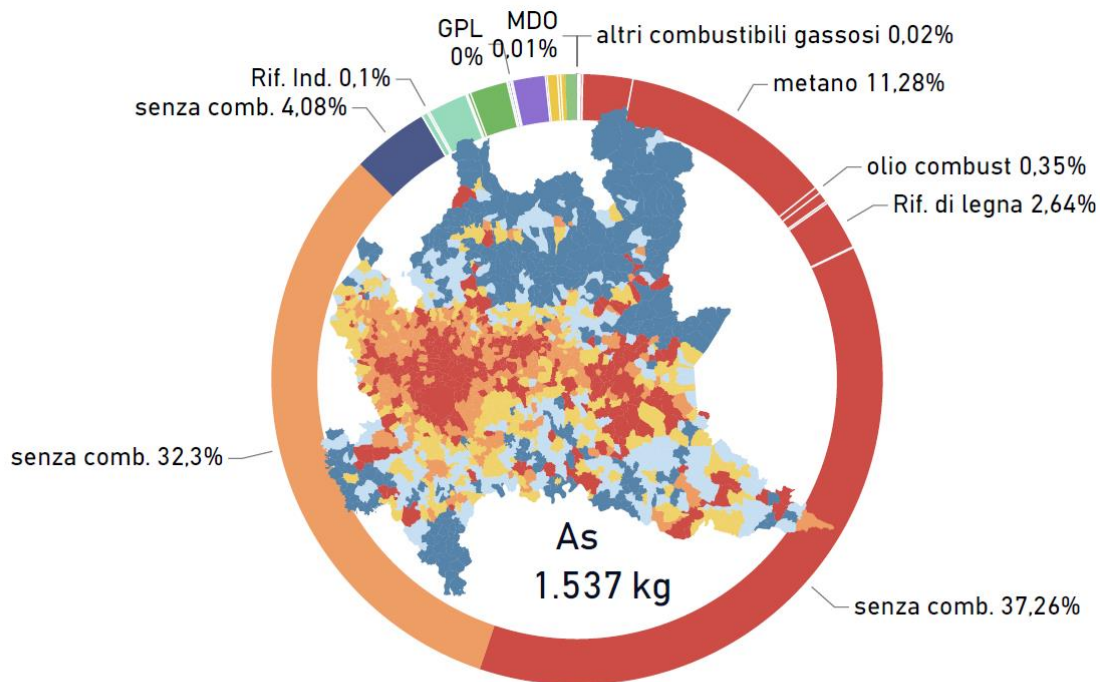 GPL
0%
MDO
0,01%
altri combustibili gassosi 0,02%
Rif. Ind. 0,1%
metano 11,28%
senza comb. 4,08%
olio combust 0,35%
Rif. di legna 2,64%
senza comb. 32,3%
As
1.537 kg
senza comb. 37,26%